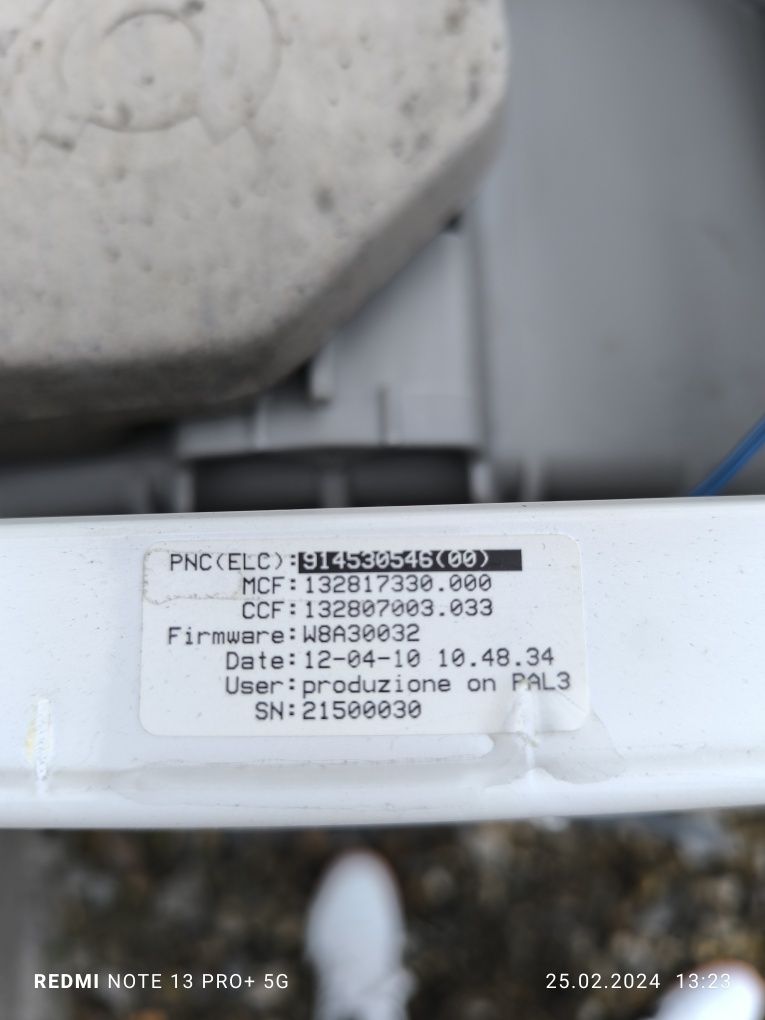 PNC(ELC):914530546(00)
MCF:132817330.000
CCF:132807003.033
Firmware:W8A30032
Date:12-04-10 10.48.34
User:produzione on PAL3
SN:21500030
REDMI NOTE 13 PRO+ 5G
25.02.2024 13:23